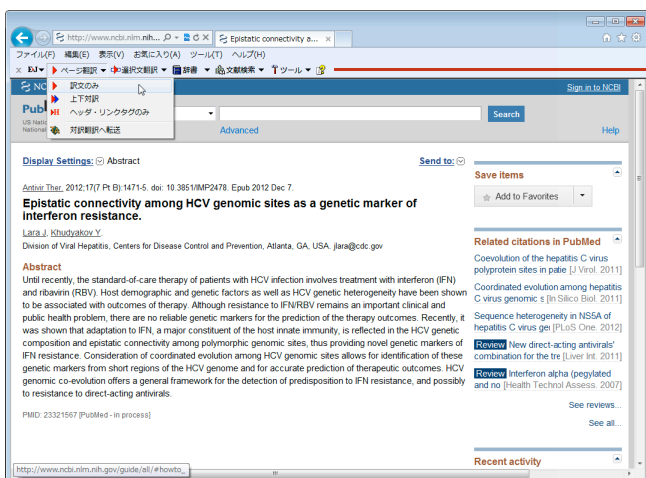 http://www.ncbi.nlm.nih...
Epistatic connectivity a...
ファイル(F) 編集(E) 表示(V) お気に入り(A) ツール(T) ヘルプ(H)
ページ翻訳 選択文翻訳 辞書 文献検索 ツール
訳文のみ
上下対訳
ヘッダ・リンクタグのみ
対訳翻訳へ転送
Sign in to NCBI
Search
US Natio
National
Advanced
Help
Display Settings: Abstract
Send to:
Antivir Ther. 2012;17(7 Pt B):1471-5. doi: 10.3851/IMP2478. Epub 2012 Dec 7.
Epistatic connectivity among HCV genomic sites as a genetic marker of
interferon resistance.
Lara J, Khudyakov Y.
Division of Viral Hepatitis, Centers for Disease Control and Prevention, Atlanta, GA, USA. jlara@cdc.gov
Abstract
Until recently, the standard-of-care therapy of patients with HCV infection involves treatment with interferon (IFN)
and ribavirin (RBV). Host demographic and genetic factors as well as HCV genetic heterogeneity have been shown
to be associated with outcomes of therapy. Although resistance to IFN/RBV remains an important clinical and
public health problem, there are no reliable genetic markers for the prediction of the therapy outcomes. Recently, it
was shown that adaptation to IFN, a major constituent of the host innate immunity, is reflected in the HCV genetic
composition and epistatic connectivity among polymorphic genomic sites, thus providing novel genetic markers of
IFN resistance. Consideration of coordinated evolution among HCV genomic sites allows for identification of these
genetic markers from short regions of the HCV genome and for accurate prediction of therapeutic outcomes. HCV
genomic co-evolution offers a general framework for the detection of predisposition to IFN resistance, and possibly
to resistance to direct-acting antivirals.
PMID: 23321567 [PubMed - in process]
Save items
Add to Favorites
Related citations in PubMed
Coevolution of the hepatitis C virus
polyprotein sites in patie [J Virol. 2011]
Coordinated evolution among hepatitis
C virus genomic s [In Silico Biol. 2011]
Sequence heterogeneity in NS5A of
hepatitis C virus ger [PLoS One. 2012]
Review New direct-acting antivirals'
combination for the tre [Liver Int. 2011]
Review Interferon alpha (pegylated
and no [Health Technol Assess. 2007]
See reviews...
See all...
Recent activity
http://www.ncbi.nlm.nih.gov/guide/all/#howto_